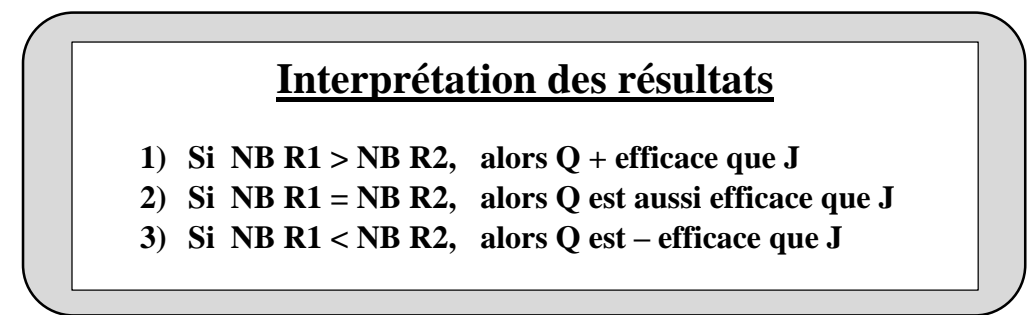 Interprétation des résultats
1) Si NB R1 > NB R2, alors Q + efficace que J
2) Si NB R1 = NB R2, alors Q est aussi efficace que J
3) Si NB R1 < NB R2, alors Q est – efficace que J